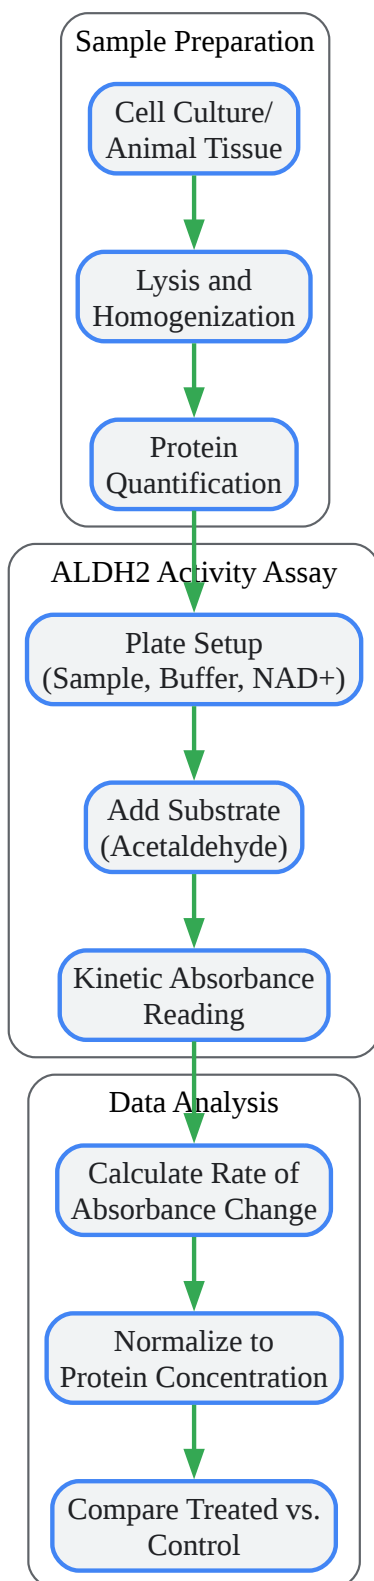 Sample Preparation
Cell Culture/
Animal Tissue
Lysis and
Homogenization
Protein
Quantification
ALDH2 Activity Assay
Plate Setup
(Sample, Buffer, NAD+)
Add Substrate
(Acetaldehyde)
Kinetic Absorbance
Reading
Data Analysis
Calculate Rate of
Absorbance Change
Normalize to
Protein Concentration
Compare Treated vs.
Control